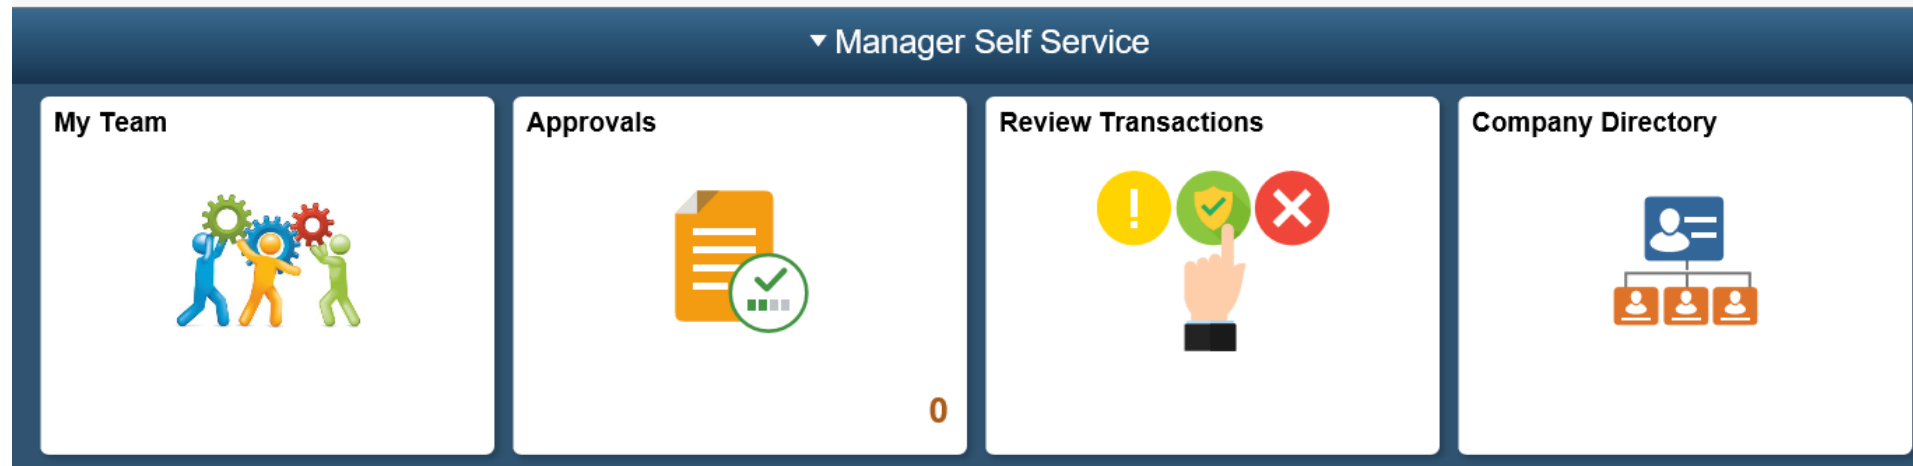 Manager Self Service
My Team
Approvals
Review Transactions
Company Directory
0